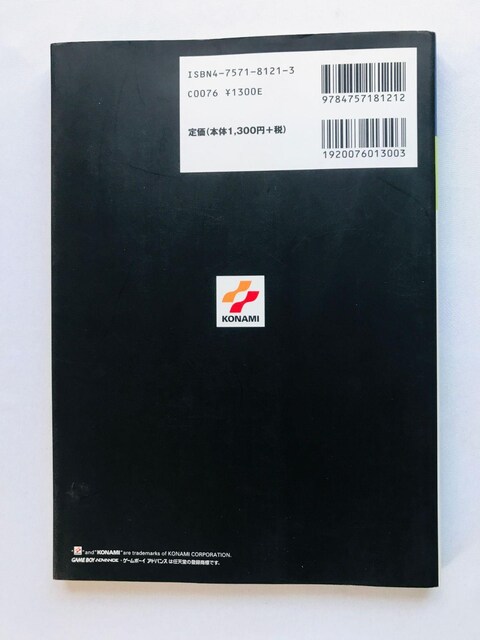 ISBN4-7571-8121-3
C0076 ¥1300E
定価(本体1,300円+税)
9784757181212
1920076013003
KONAMI
"and"KONAMI"are trademarks of KONAMI CORPORATION.
GAME BOY ADVANCE・ゲームボーイ アドバンスは任天堂の登録商標です。